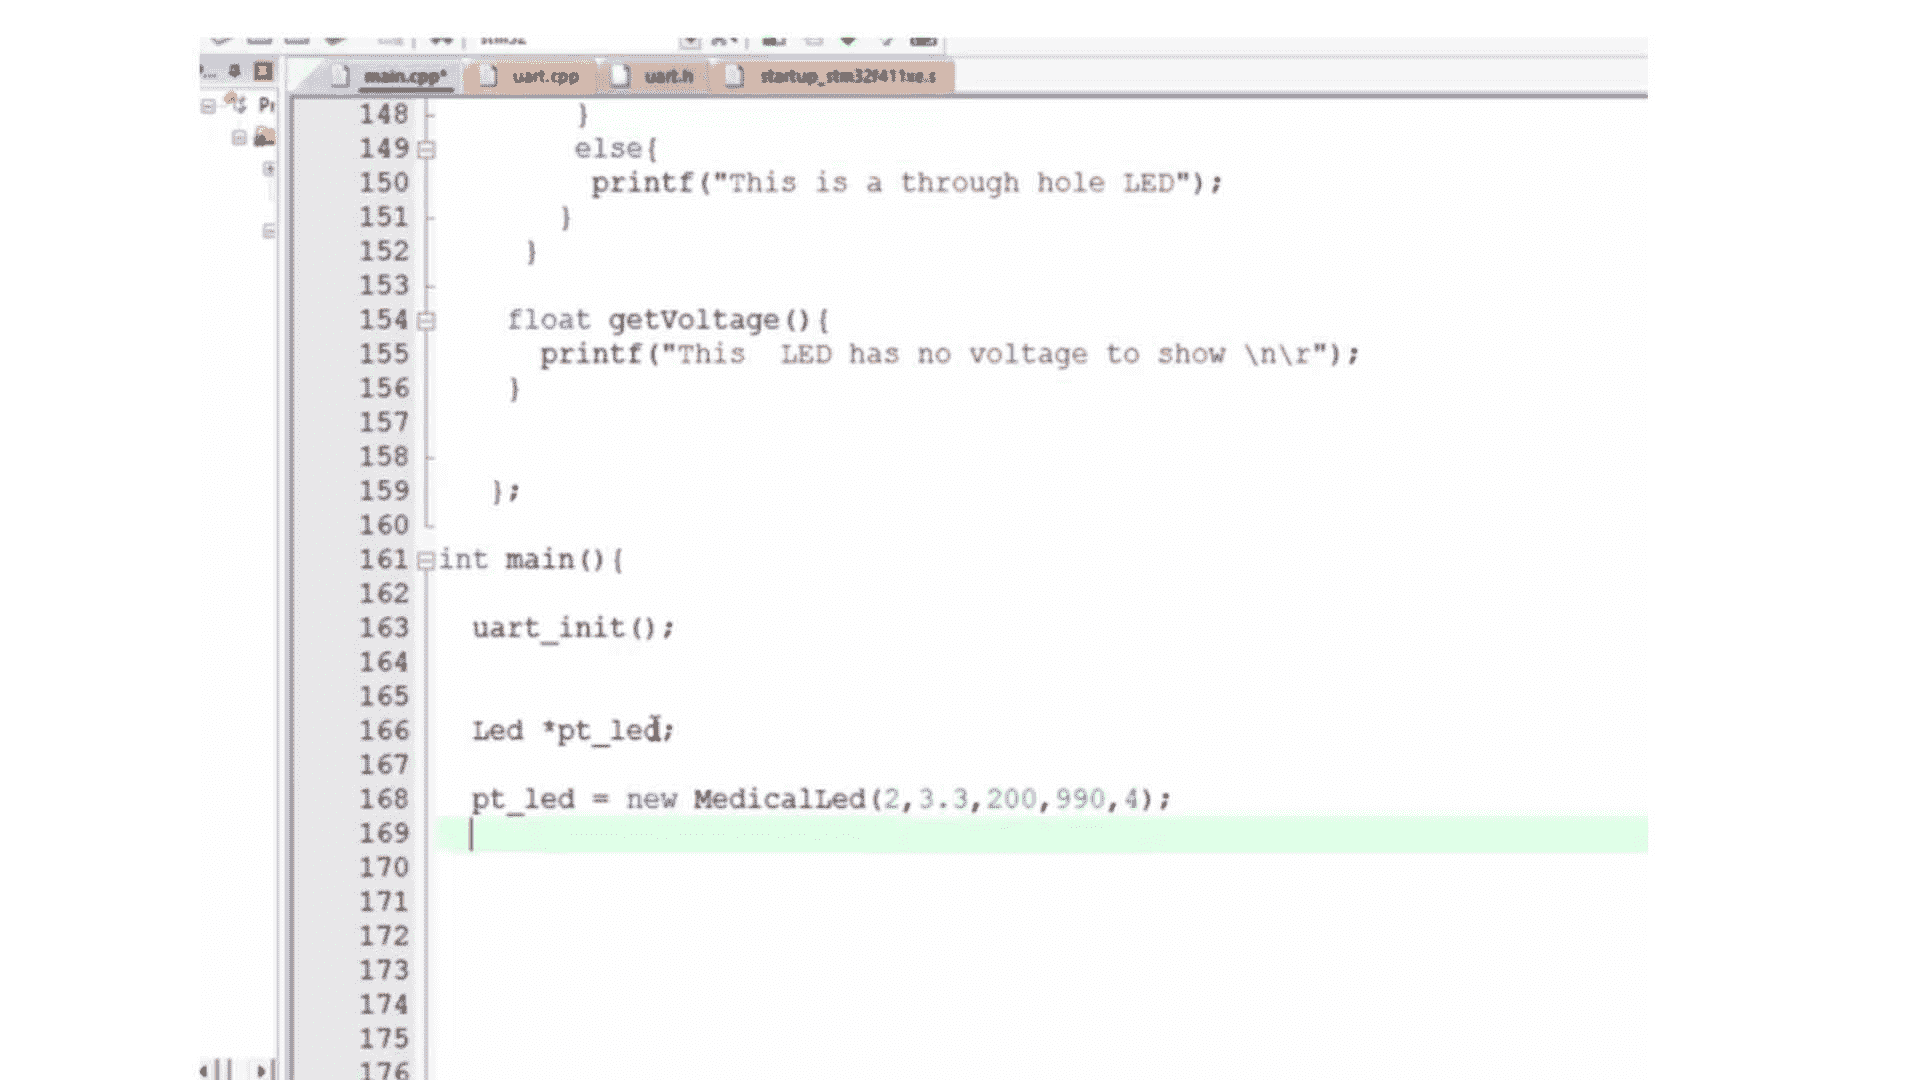 main.cpp* uart.cpp uart.h startup_stm32f411xe.s
Pr
148 }
149 else{
150 printf("This is a through hole LED");
151 }
152 }
153
154 float getVoltage(){
155 printf("This  LED has no voltage to show \n\r");
156 }
157
158
159 };
160
161 int main(){
162
163 uart_init();
164
165
166 Led *pt_led;
167
168 pt_led = new MedicalLed(2,3.3,200,990,4);
169
170
171
172
173
174
175
176